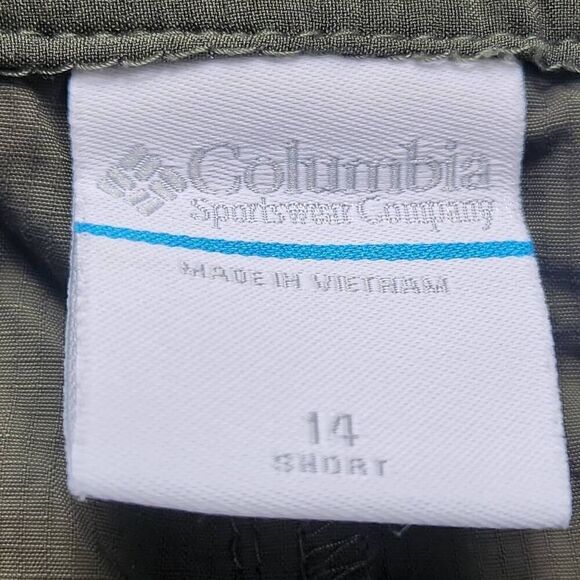 Columbia
Sportswear Company
MADE IN VIETNAM
14
SHORT